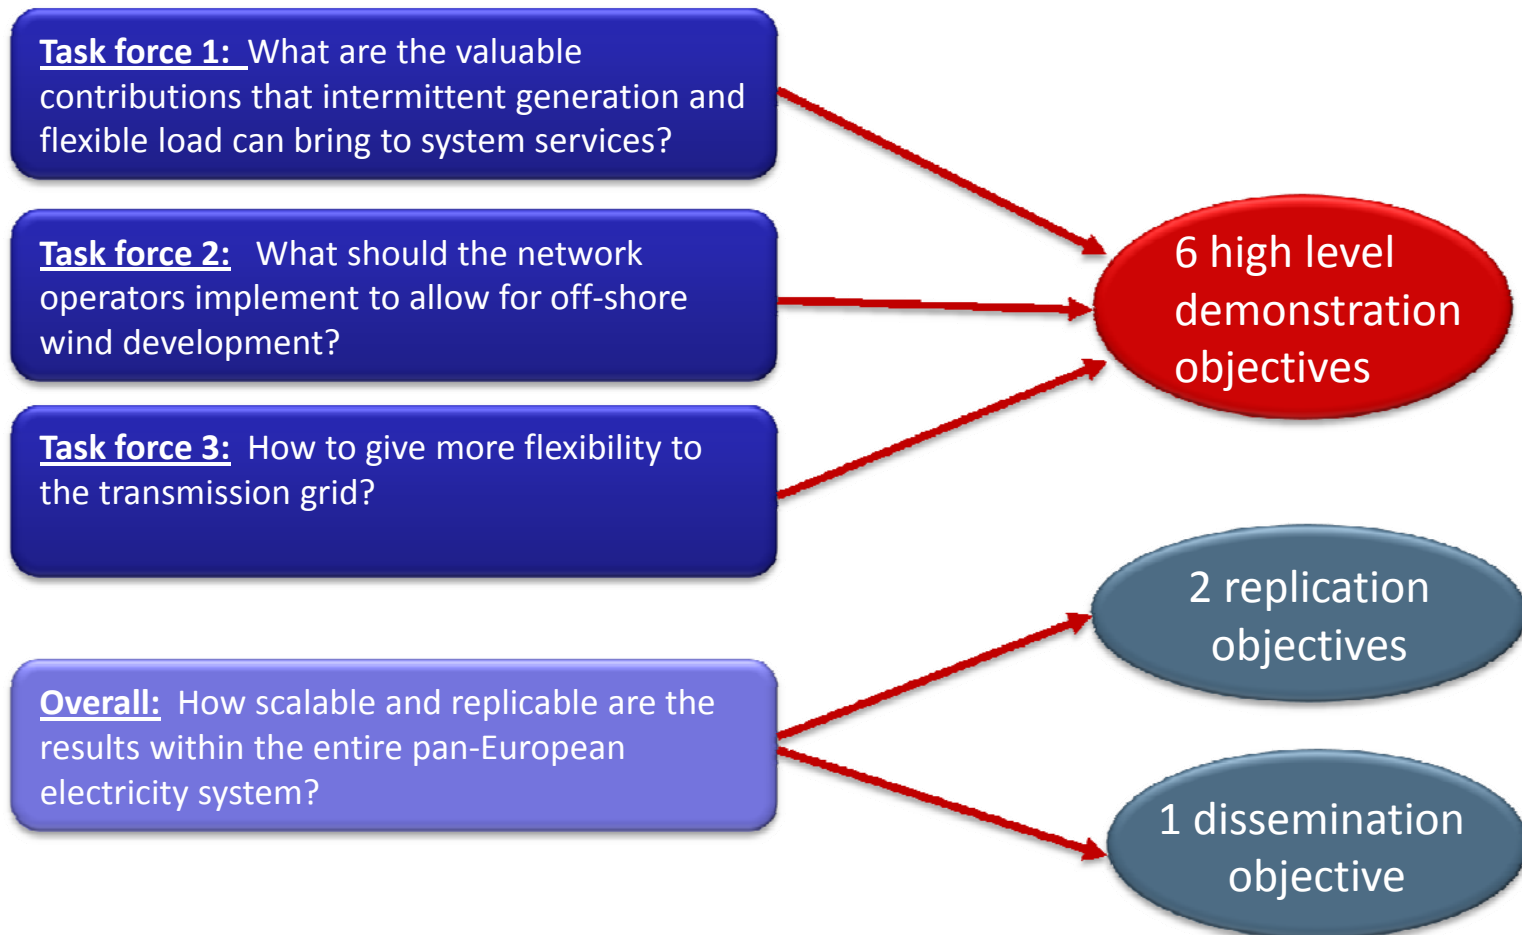 Task force 1: What are the valuable
contributions that intermittent generation and
flexible load can bring to system services?
Task force 2: What should the network
operators implement to allow for off-shore
wind development?
Task force 3: How to give more flexibility to
the transmission grid?
6 high level
demonstration
objectives
Overall: How scalable and replicable are the
results within the entire pan-European
electricity system?
2 replication
objectives
1 dissemination
objective